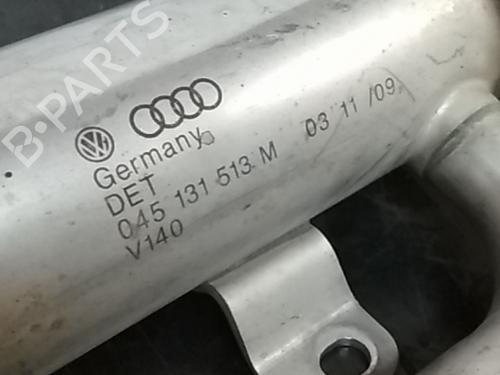 B-PARTS
Germany
DET
045 131 513 M 03 11 /09
V140